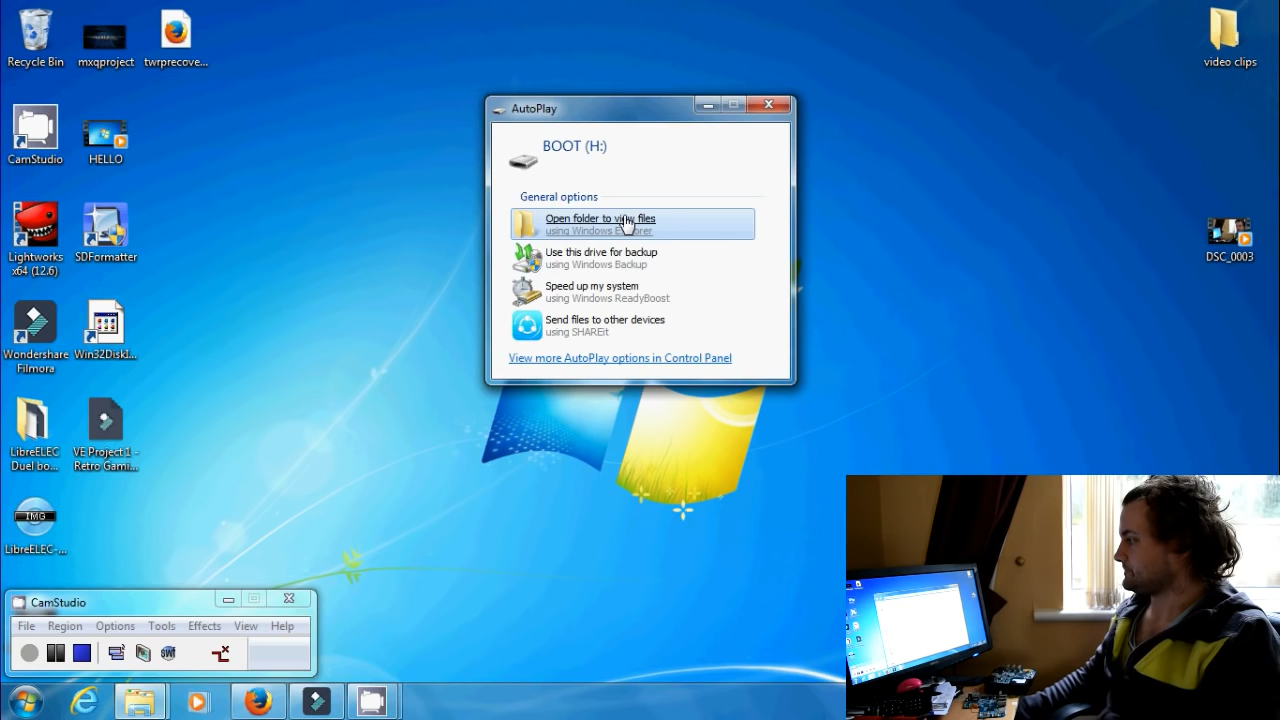 Recycle Bin
mxqproject
twrprecove...
video clips
CamStudio
HELLO
Lightworks
x64 (12.6)
SDFormatter
DSC_0003
Wondershare
Filmora
Win32DiskI...
LibreELEC
Duel bo...
VE Project 1 -
Retro Gami...
IMG
LibreELEC-...
AutoPlay
BOOT (H:)
General options
Open folder to view files
using Windows Explorer
Use this drive for backup
using Windows Backup
Speed up my system
using Windows ReadyBoost
Send files to other devices
using SHAREit
View more AutoPlay options in Control Panel
CamStudio
File Region Options Tools Effects View Help
SWF